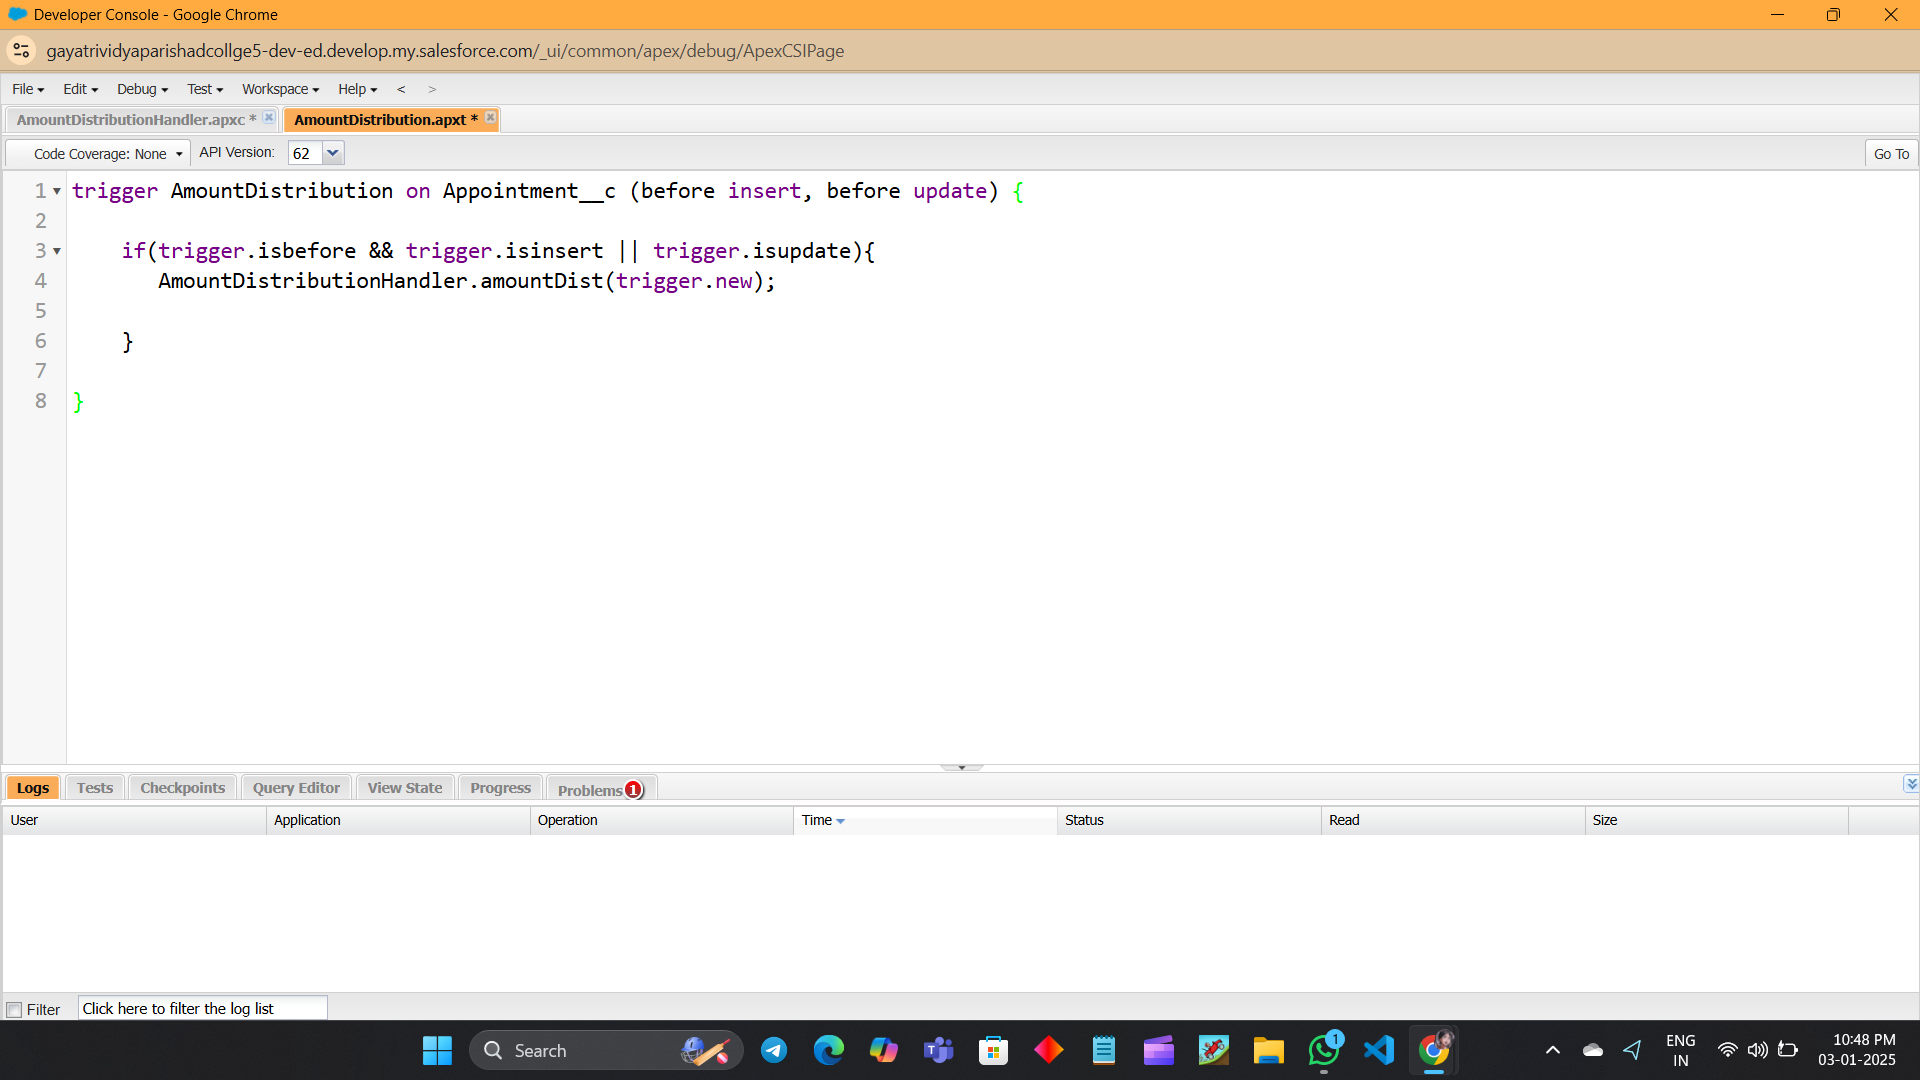 Developer Console - Google Chrome
gayatrividyaparishadcollge5-dev-ed.develop.my.salesforce.com/_ui/common/apex/debug/ApexCSIPage
File Edit Debug Test Workspace Help < >
AmountDistributionHandler.apxc * AmountDistribution.apxt *
Code Coverage: None API Version: 62 Go To
1 trigger AmountDistribution on Appointment__c (before insert, before update) {
2
3 if(trigger.isbefore && trigger.isinsert || trigger.isupdate){
4 AmountDistributionHandler.amountDist(trigger.new);
5
6 }
7
8 }
Logs Tests Checkpoints Query Editor View State Progress Problems 1
User Application Operation Time Status Read Size
Filter Click here to filter the log list
Search 1 ENG 10:48 PM
IN 03-01-2025